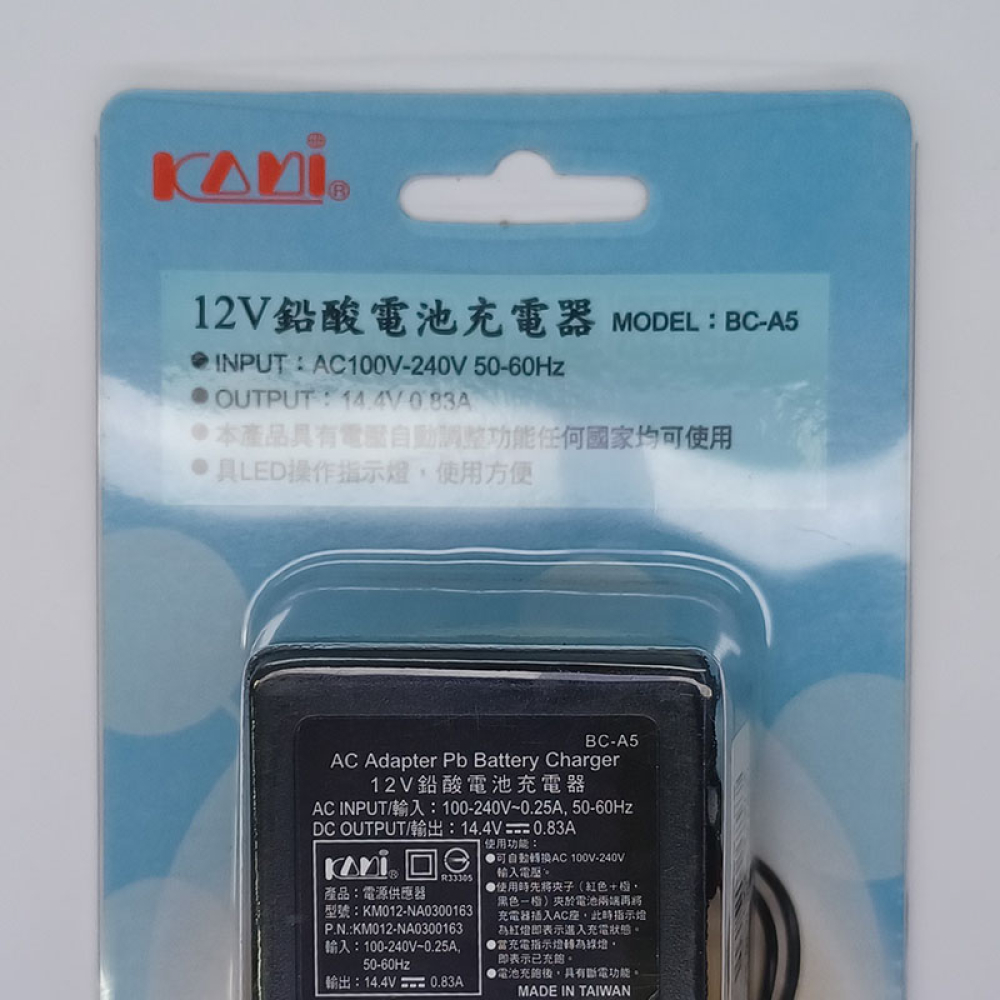 KAMI®
12V鉛酸電池充電器 MODEL：BC-A5
●INPUT：AC100V-240V 50-60Hz
●OUTPUT：14.4V 0.83A
●本產品具有電壓自動調整功能任何國家均可使用
●具LED操作指示燈，使用方便
BC-A5
AC Adapter Pb Battery Charger
12V鉛酸電池充電器
AC INPUT/輸入：100-240V~0.25A, 50-60Hz
DC OUTPUT/輸出：14.4V⎓0.83A
KAMI®
R33305
產品：電源供應器
型號：KM012-NA0300163
P.N.:KM012-NA0300163
輸入：100-240V~0.25A,
50-60Hz
輸出：14.4V⎓0.83A
使用功能：
●可自動轉換AC 100V-240V
輸入電壓。
●使用時先將夾子（紅色＋極，
黑色－極）夾於電池兩端再將
充電器插入AC座，此時指示燈
為紅燈即表示進入充電狀態。
●當充電指示燈轉為綠燈，
即表示已充飽。
●電池充飽後，具有斷電功能。
MADE IN TAIWAN